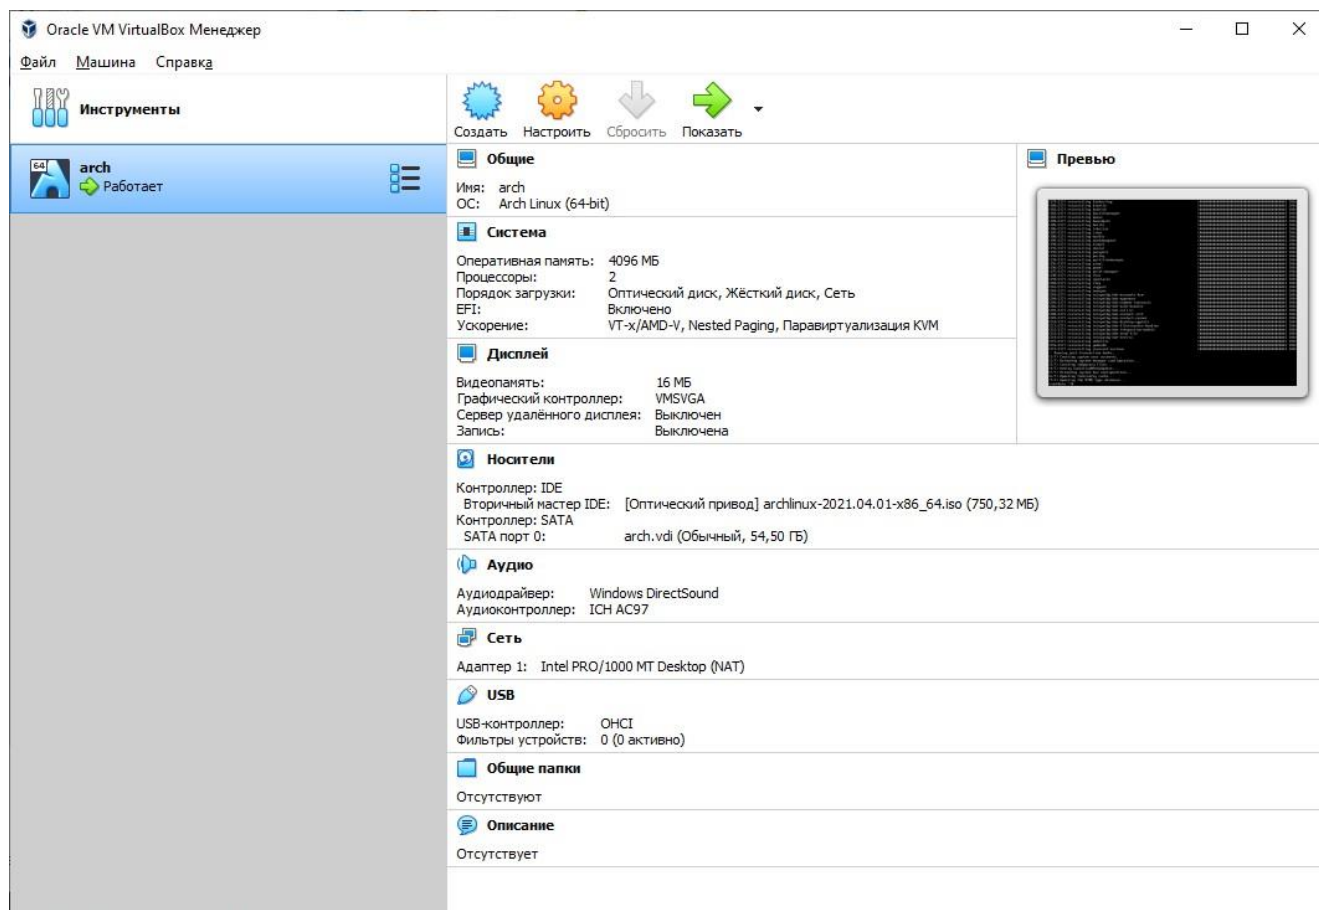 Oracle VM VirtualBox Менеджер
Файл Машина Справка
Инструменты
Создать Настроить Сбросить Показать
64
arch
Работает
Общие
Имя: arch
ОС: Arch Linux (64-bit)
Система
Оперативная память: 4096 МБ
Процессоры: 2
Порядок загрузки: Оптический диск, Жёсткий диск, Сеть
EFI: Включено
Ускорение: VT-x/AMD-V, Nested Paging, Паравиртуализация KVM
Дисплей
Видеопамять: 16 МБ
Графический контроллер: VMSVGA
Сервер удалённого дисплея: Выключен
Запись: Выключена
Превью
Носители
Контроллер: IDE
Вторичный мастер IDE: [Оптический привод] archlinux-2021.04.01-x86_64.iso (750,32 МБ)
Контроллер: SATA
SATA порт 0: arch.vdi (Обычный, 54,50 ГБ)
Аудио
Аудиодрайвер: Windows DirectSound
Аудиоконтроллер: ICH AC97
Сеть
Адаптер 1: Intel PRO/1000 MT Desktop (NAT)
USB
USB-контроллер: OHCI
Фильтры устройств: 0 (0 активно)
Общие папки
Отсутствуют
Описание
Отсутствует